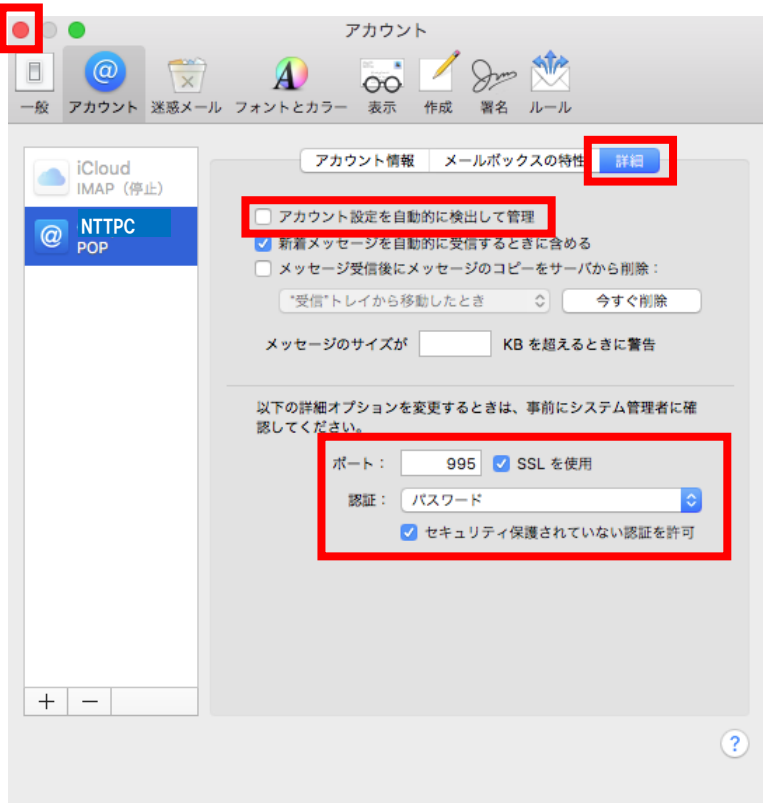 アカウント
一般 アカウント 迷惑メール フォントとカラー 表示 作成 署名 ルール
アカウント情報 メールボックスの特性 詳細
iCloud
IMAP（停止）
NTTPC
POP
アカウント設定を自動的に検出して管理
新着メッセージを自動的に受信するときに含める
メッセージ受信後にメッセージのコピーをサーバから削除：
"受信"トレイから移動したとき 今すぐ削除
メッセージのサイズが KB を超えるときに警告
以下の詳細オプションを変更するときは、事前にシステム管理者に確
認してください。
ポート： 995 SSL を使用
認証： パスワード
セキュリティ保護されていない認証を許可
+ −
?